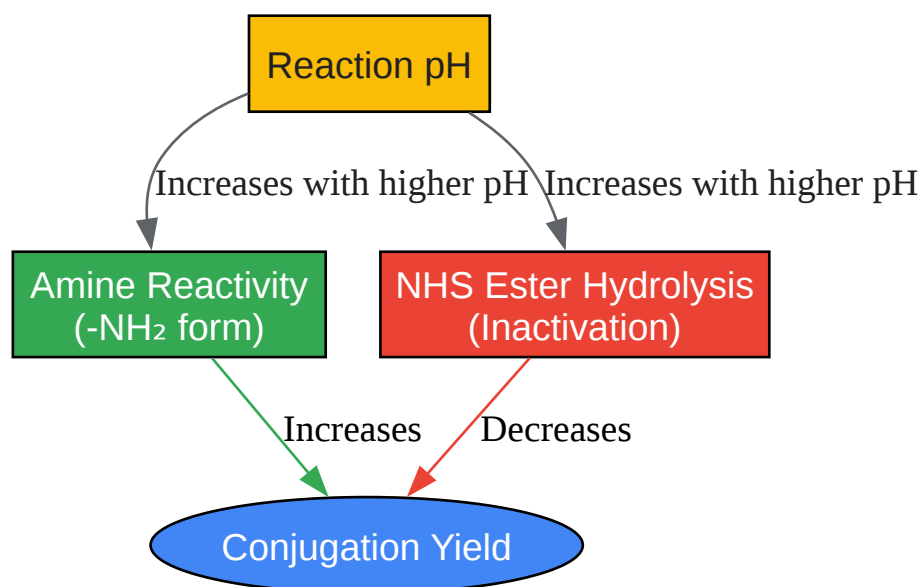 Reaction pH
Increases with higher pH
Increases with higher pH
Amine Reactivity
(-NH₂ form)
NHS Ester Hydrolysis
(Inactivation)
Increases
Decreases
Conjugation Yield